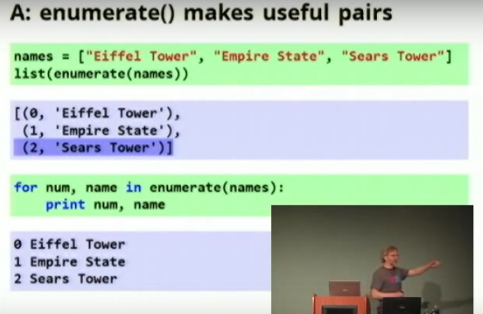 A: enumerate() makes useful pairs
names = ["Eiffel Tower", "Empire State", "Sears Tower"]
list(enumerate(names))
[(0, 'Eiffel Tower'),
(1, 'Empire State'),
(2, 'Sears Tower')]
for num, name in enumerate(names):
print num, name
0 Eiffel Tower
1 Empire State
2 Sears Tower